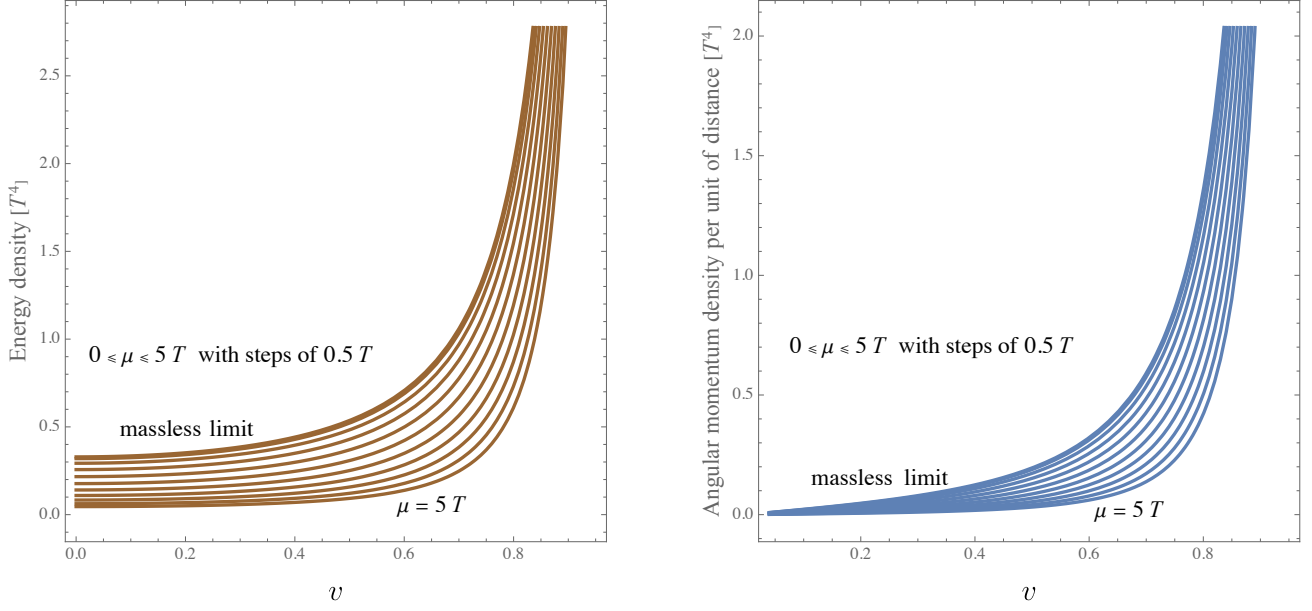 Energy density [T⁴]
2.5
2.0
1.5
1.0
0.5
0.0
0 ⩽ μ ⩽ 5 T with steps of 0.5 T
massless limit
μ = 5 T
0.0 0.2 0.4 0.6 0.8
v
Angular momentum density per unit of distance [T⁴]
2.0
1.5
1.0
0.5
0.0
0 ⩽ μ ⩽ 5 T with steps of 0.5 T
massless limit
μ = 5 T
0.2 0.4 0.6 0.8
v